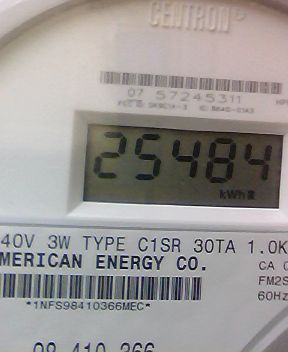 CENTRON
07 57245311
25484
kWh
40V 3W TYPE C1SR 30TA 1.0K
MERICAN ENERGY CO.
CA
FM2S
60Hz
*1NFS98410366MEC*
98 410 366